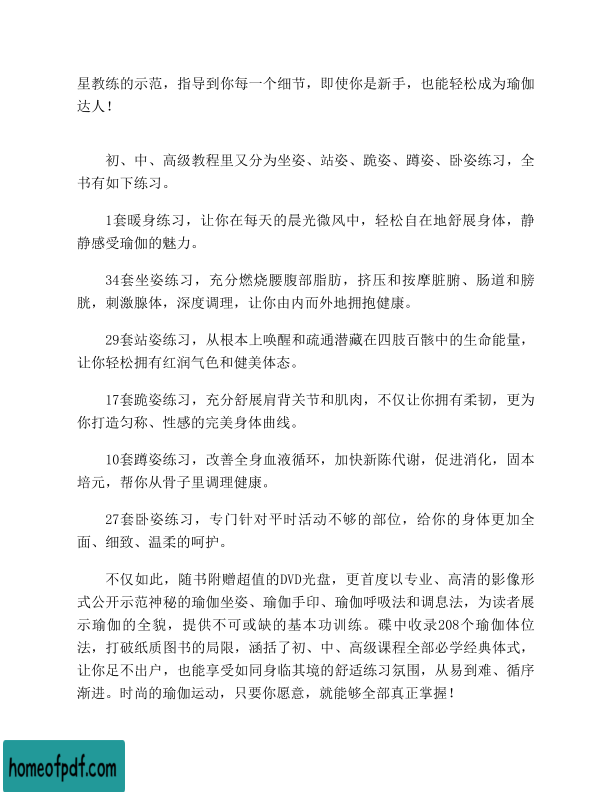 星教练的示范，指导到你每一个细节，即使你是新手，也能轻松成为瑜伽
达人！
初、中、高级教程里又分为坐姿、站姿、跪姿、蹲姿、卧姿练习，全
书有如下练习。
1套暖身练习，让你在每天的晨光微风中，轻松自在地舒展身体，静
静感受瑜伽的魅力。
34套坐姿练习，充分燃烧腰腹部脂肪，挤压和按摩脏腑、肠道和膀
胱，刺激腺体，深度调理，让你由内而外地拥抱健康。
29套站姿练习，从根本上唤醒和疏通潜藏在四肢百骸中的生命能量，
让你轻松拥有红润气色和健美体态。
17套跪姿练习，充分舒展肩背关节和肌肉，不仅让你拥有柔韧，更为
你打造匀称、性感的完美身体曲线。
10套蹲姿练习，改善全身血液循环，加快新陈代谢，促进消化，固本
培元，帮你从骨子里调理健康。
27套卧姿练习，专门针对平时活动不够的部位，给你的身体更加全
面、细致、温柔的呵护。
不仅如此，随书附赠超值的DVD光盘，更首度以专业、高清的影像形
式公开示范神秘的瑜伽坐姿、瑜伽手印、瑜伽呼吸法和调息法，为读者展
示瑜伽的全貌，提供不可或缺的基本功训练。碟中收录208个瑜伽体位
法，打破纸质图书的局限，涵括了初、中、高级课程全部必学经典体式，
让你足不出户，也能享受如同身临其境的舒适练习氛围，从易到难、循序
渐进。时尚的瑜伽运动，只要你愿意，就能够全部真正掌握！
homeofpdf.com